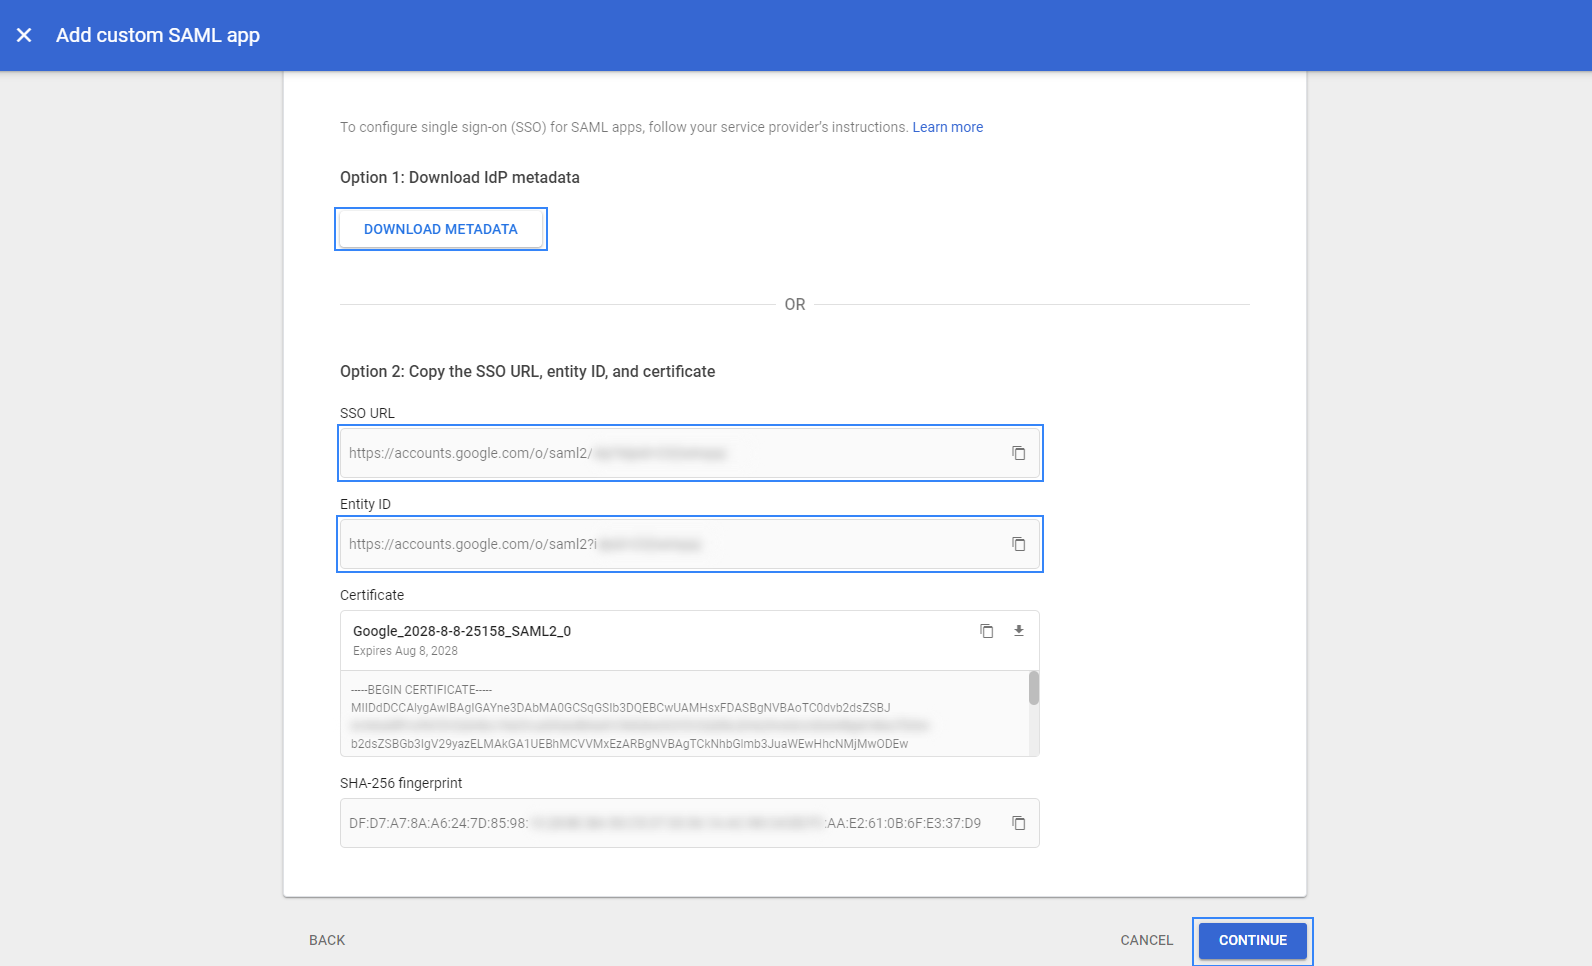 Add custom SAML app
To configure single sign-on (SSO) for SAML apps, follow your service provider's instructions. Learn more
Option 1: Download IdP metadata
DOWNLOAD METADATA
OR
Option 2: Copy the SSO URL, entity ID, and certificate
SSO URL
https://accounts.google.com/o/saml2/
Entity ID
https://accounts.google.com/o/saml2?i
Certificate
Google_2028-8-8-25158_SAML2_0
Expires Aug 8, 2028
-----BEGIN CERTIFICATE-----
MIIDdDCCAlygAwIBAgIGAYne3DAbMA0GCSqGSIb3DQEBCwUAMHsxFDASBgNVBAoTC0dvb2dsZSBJ
b2dsZSBGb3IgV29yazELMAkGA1UEBhMCVVMxEzARBgNVBAgTCkNhbGlmb3JuaWEwHhcNMjMwODEw
SHA-256 fingerprint
DF:D7:A7:8A:A6:24:7D:85:98: :AA:E2:61:0B:6F:E3:37:D9
BACK
CANCEL
CONTINUE